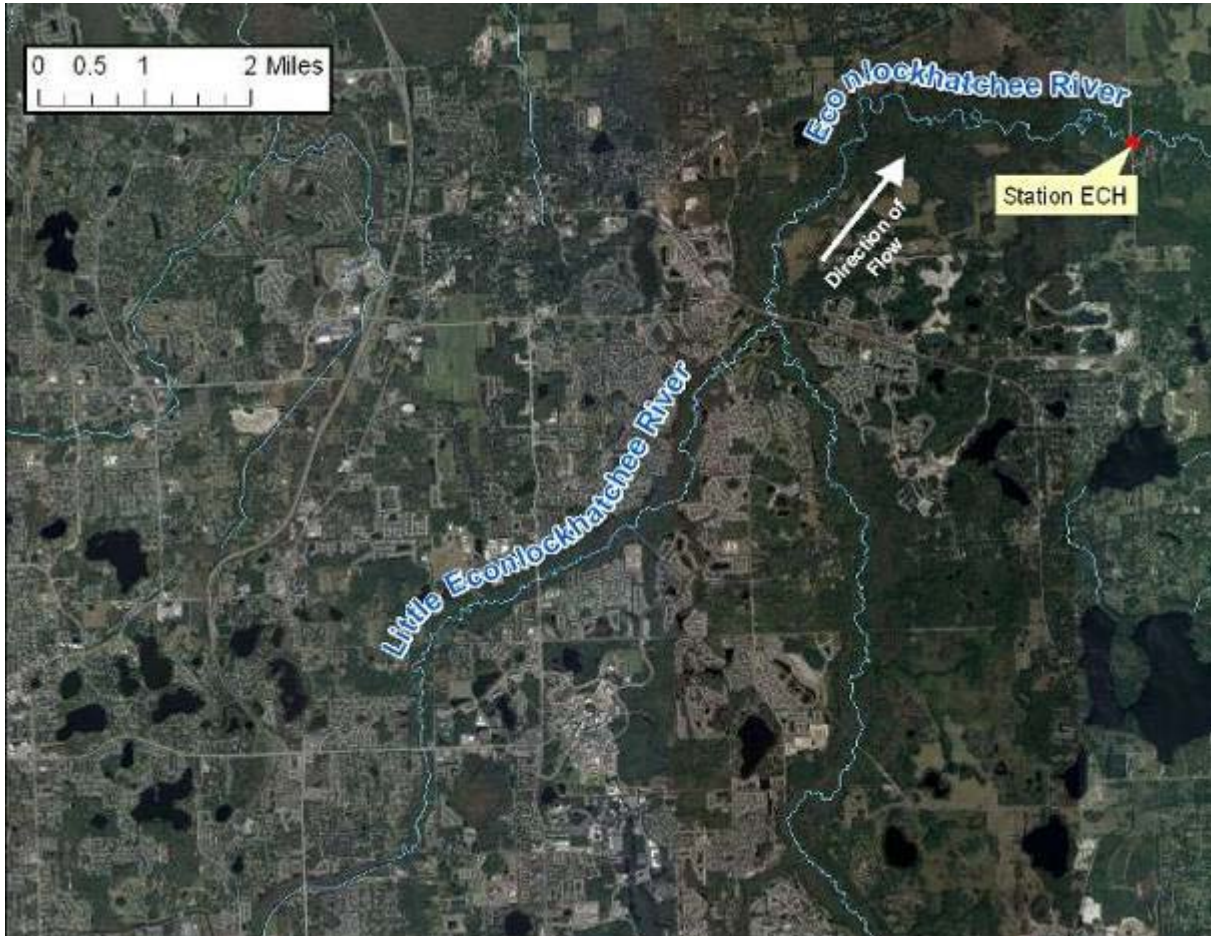 0 0.5 1 2 Miles
Econlockhatchee River
Station ECH
Direction of
Flow
Little Econlockhatchee River